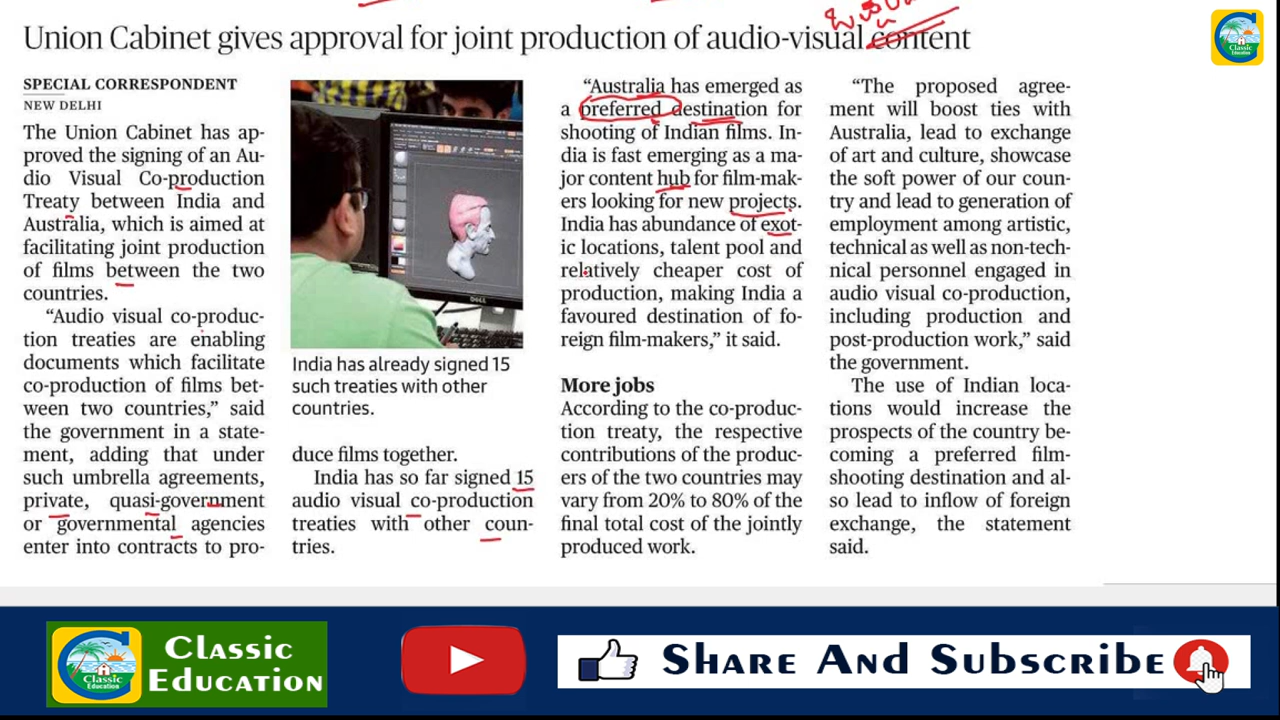 Union Cabinet gives approval for joint production of audio-visual content
SPECIAL CORRESPONDENT
NEW DELHI
The Union Cabinet has ap-
proved the signing of an Au-
dio Visual Co-production
Treaty between India and
Australia, which is aimed at
facilitating joint production
of films between the two
countries.
“Audio visual co-produc-
tion treaties are enabling
documents which facilitate
co-production of films bet-
ween two countries,” said
the government in a state-
ment, adding that under
such umbrella agreements,
private, quasi-government
or governmental agencies
enter into contracts to pro-
DELL
India has already signed 15
such treaties with other
countries.
duce films together.
India has so far signed 15
audio visual co-production
treaties with other coun-
tries.
“Australia has emerged as
a preferred destination for
shooting of Indian films. In-
dia is fast emerging as a ma-
jor content hub for film-mak-
ers looking for new projects.
India has abundance of exot-
ic locations, talent pool and
relatively cheaper cost of
production, making India a
favoured destination of fo-
reign film-makers,” it said.
More jobs
According to the co-produc-
tion treaty, the respective
contributions of the produc-
ers of the two countries may
vary from 20% to 80% of the
final total cost of the jointly
produced work.
“The proposed agree-
ment will boost ties with
Australia, lead to exchange
of art and culture, showcase
the soft power of our coun-
try and lead to generation of
employment among artistic,
technical as well as non-tech-
nical personnel engaged in
audio visual co-production,
including production and
post-production work,” said
the government.
The use of Indian loca-
tions would increase the
prospects of the country be-
coming a preferred film-
shooting destination and al-
so lead to inflow of foreign
exchange, the statement
said.
Classic
Education
Classic
Education
Classic
Education
Share And Subscribe